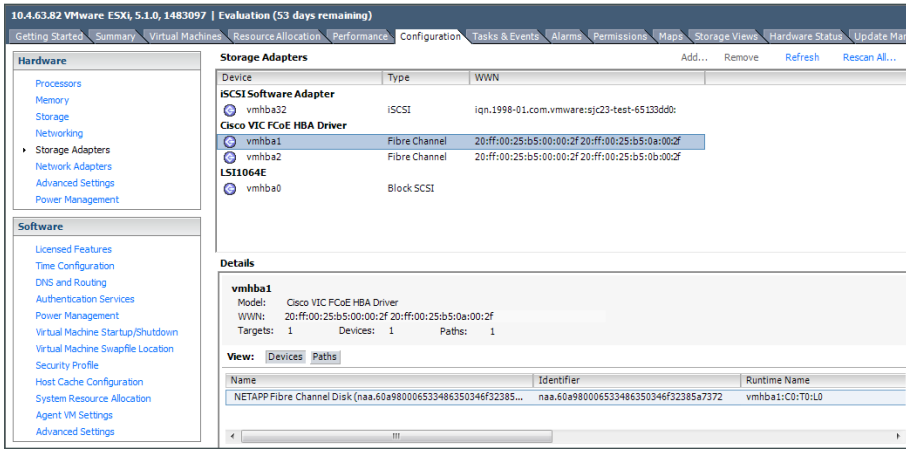 10.4.63.82 VMware ESXi, 5.1.0, 1483097 | Evaluation (53 days remaining)
Getting Started Summary Virtual Machines Resource Allocation Performance Configuration Tasks & Events Alarms Permissions Maps Storage Views Hardware Status Update Mar
Hardware
Processors
Memory
Storage
Networking
Storage Adapters
Network Adapters
Advanced Settings
Power Management
Software
Licensed Features
Time Configuration
DNS and Routing
Authentication Services
Power Management
Virtual Machine Startup/Shutdown
Virtual Machine Swapfile Location
Security Profile
Host Cache Configuration
System Resource Allocation
Agent VM Settings
Advanced Settings
Storage Adapters Add... Remove Refresh Rescan All...
Device Type WWN
iSCSI Software Adapter
vmhba32 iSCSI iqn.1998-01.com.vmware:sjc23-test-65133dd0:
Cisco VIC FCoE HBA Driver
vmhba1 Fibre Channel 20:ff:00:25:b5:00:00:2f 20:ff:00:25:b5:0a:00:2f
vmhba2 Fibre Channel 20:ff:00:25:b5:00:00:2f 20:ff:00:25:b5:0b:00:2f
LSI1064E
vmhba0 Block SCSI
Details
vmhba1
Model: Cisco VIC FCoE HBA Driver
WWN: 20:ff:00:25:b5:00:00:2f 20:ff:00:25:b5:0a:00:2f
Targets: 1 Devices: 1 Paths: 1
View: Devices Paths
Name Identifier Runtime Name
NETAPP Fibre Channel Disk (naa.60a980006533486350346f32385... naa.60a980006533486350346f32385a7372 vmhba1:C0:T0:L0